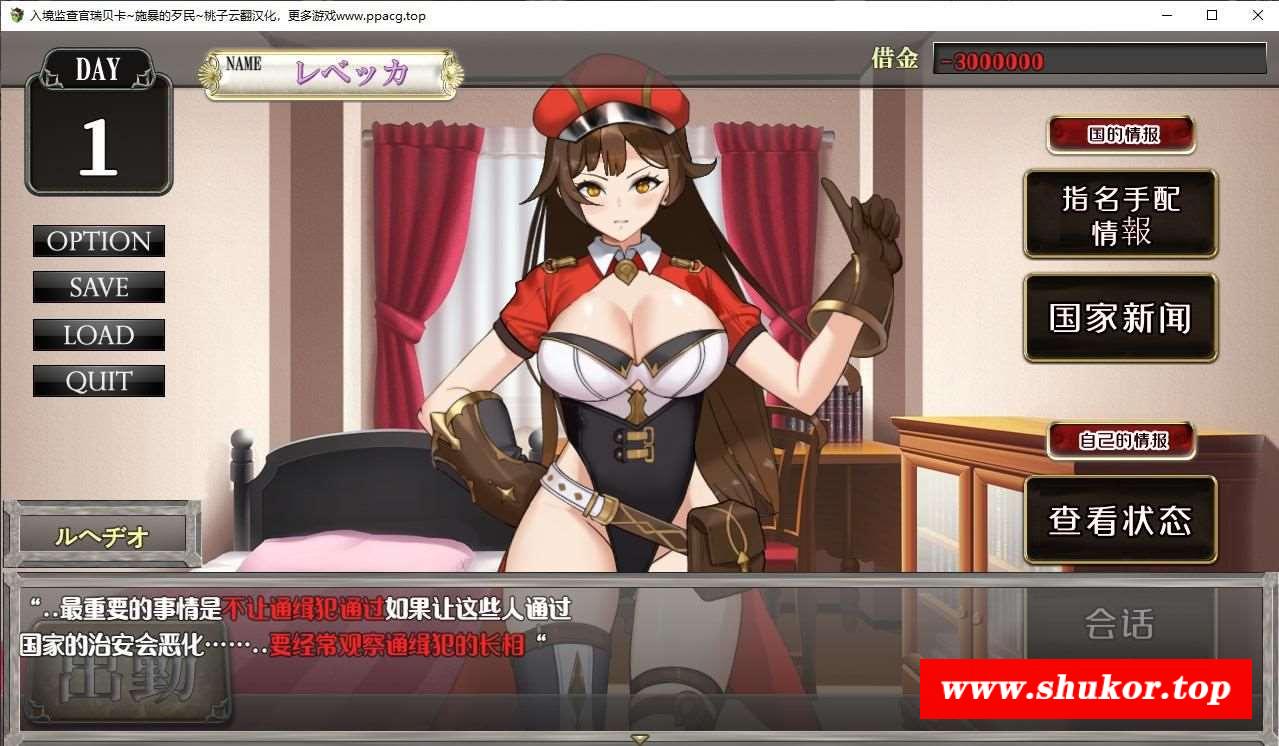 入境监查官瑞贝卡~施暴的歹民~桃子云翻汉化，更多游戏www.ppacg.top
DAY
1
NAME
レベッカ
借金
-3000000
国的情报
指名手配
情報
国家新闻
OPTION
SAVE
LOAD
QUIT
自己的情报
查看状态
ルヘヂオ
“..最重要的事情是不让通缉犯通过如果让这些人通过
国家的治安会恶化……..要经常观察通缉犯的长相“
出勤
会话
www.shukor.top